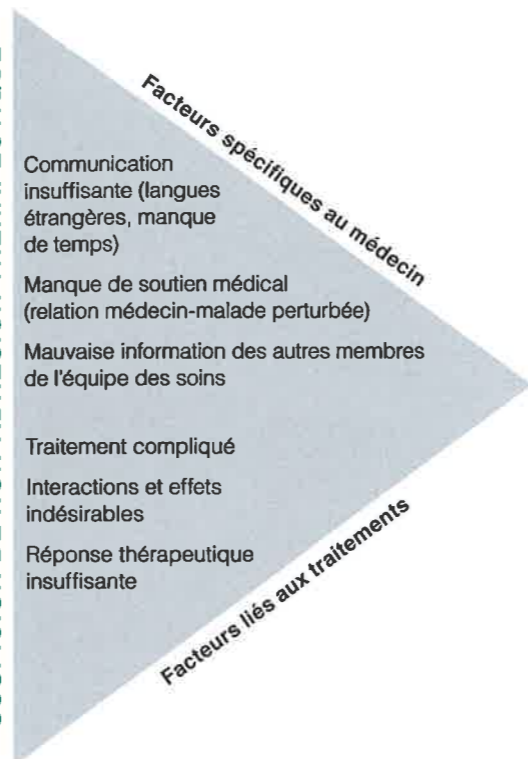 Facteurs spécifiques au médecin
Communication
insuffisante (langues
étrangères, manque
de temps)
Manque de soutien médical
(relation médecin-malade perturbée)
Mauvaise information des autres membres
de l'équipe des soins
Traitement compliqué
Interactions et effets
indésirables
Réponse thérapeutique
insuffisante
Facteurs liés aux traitements